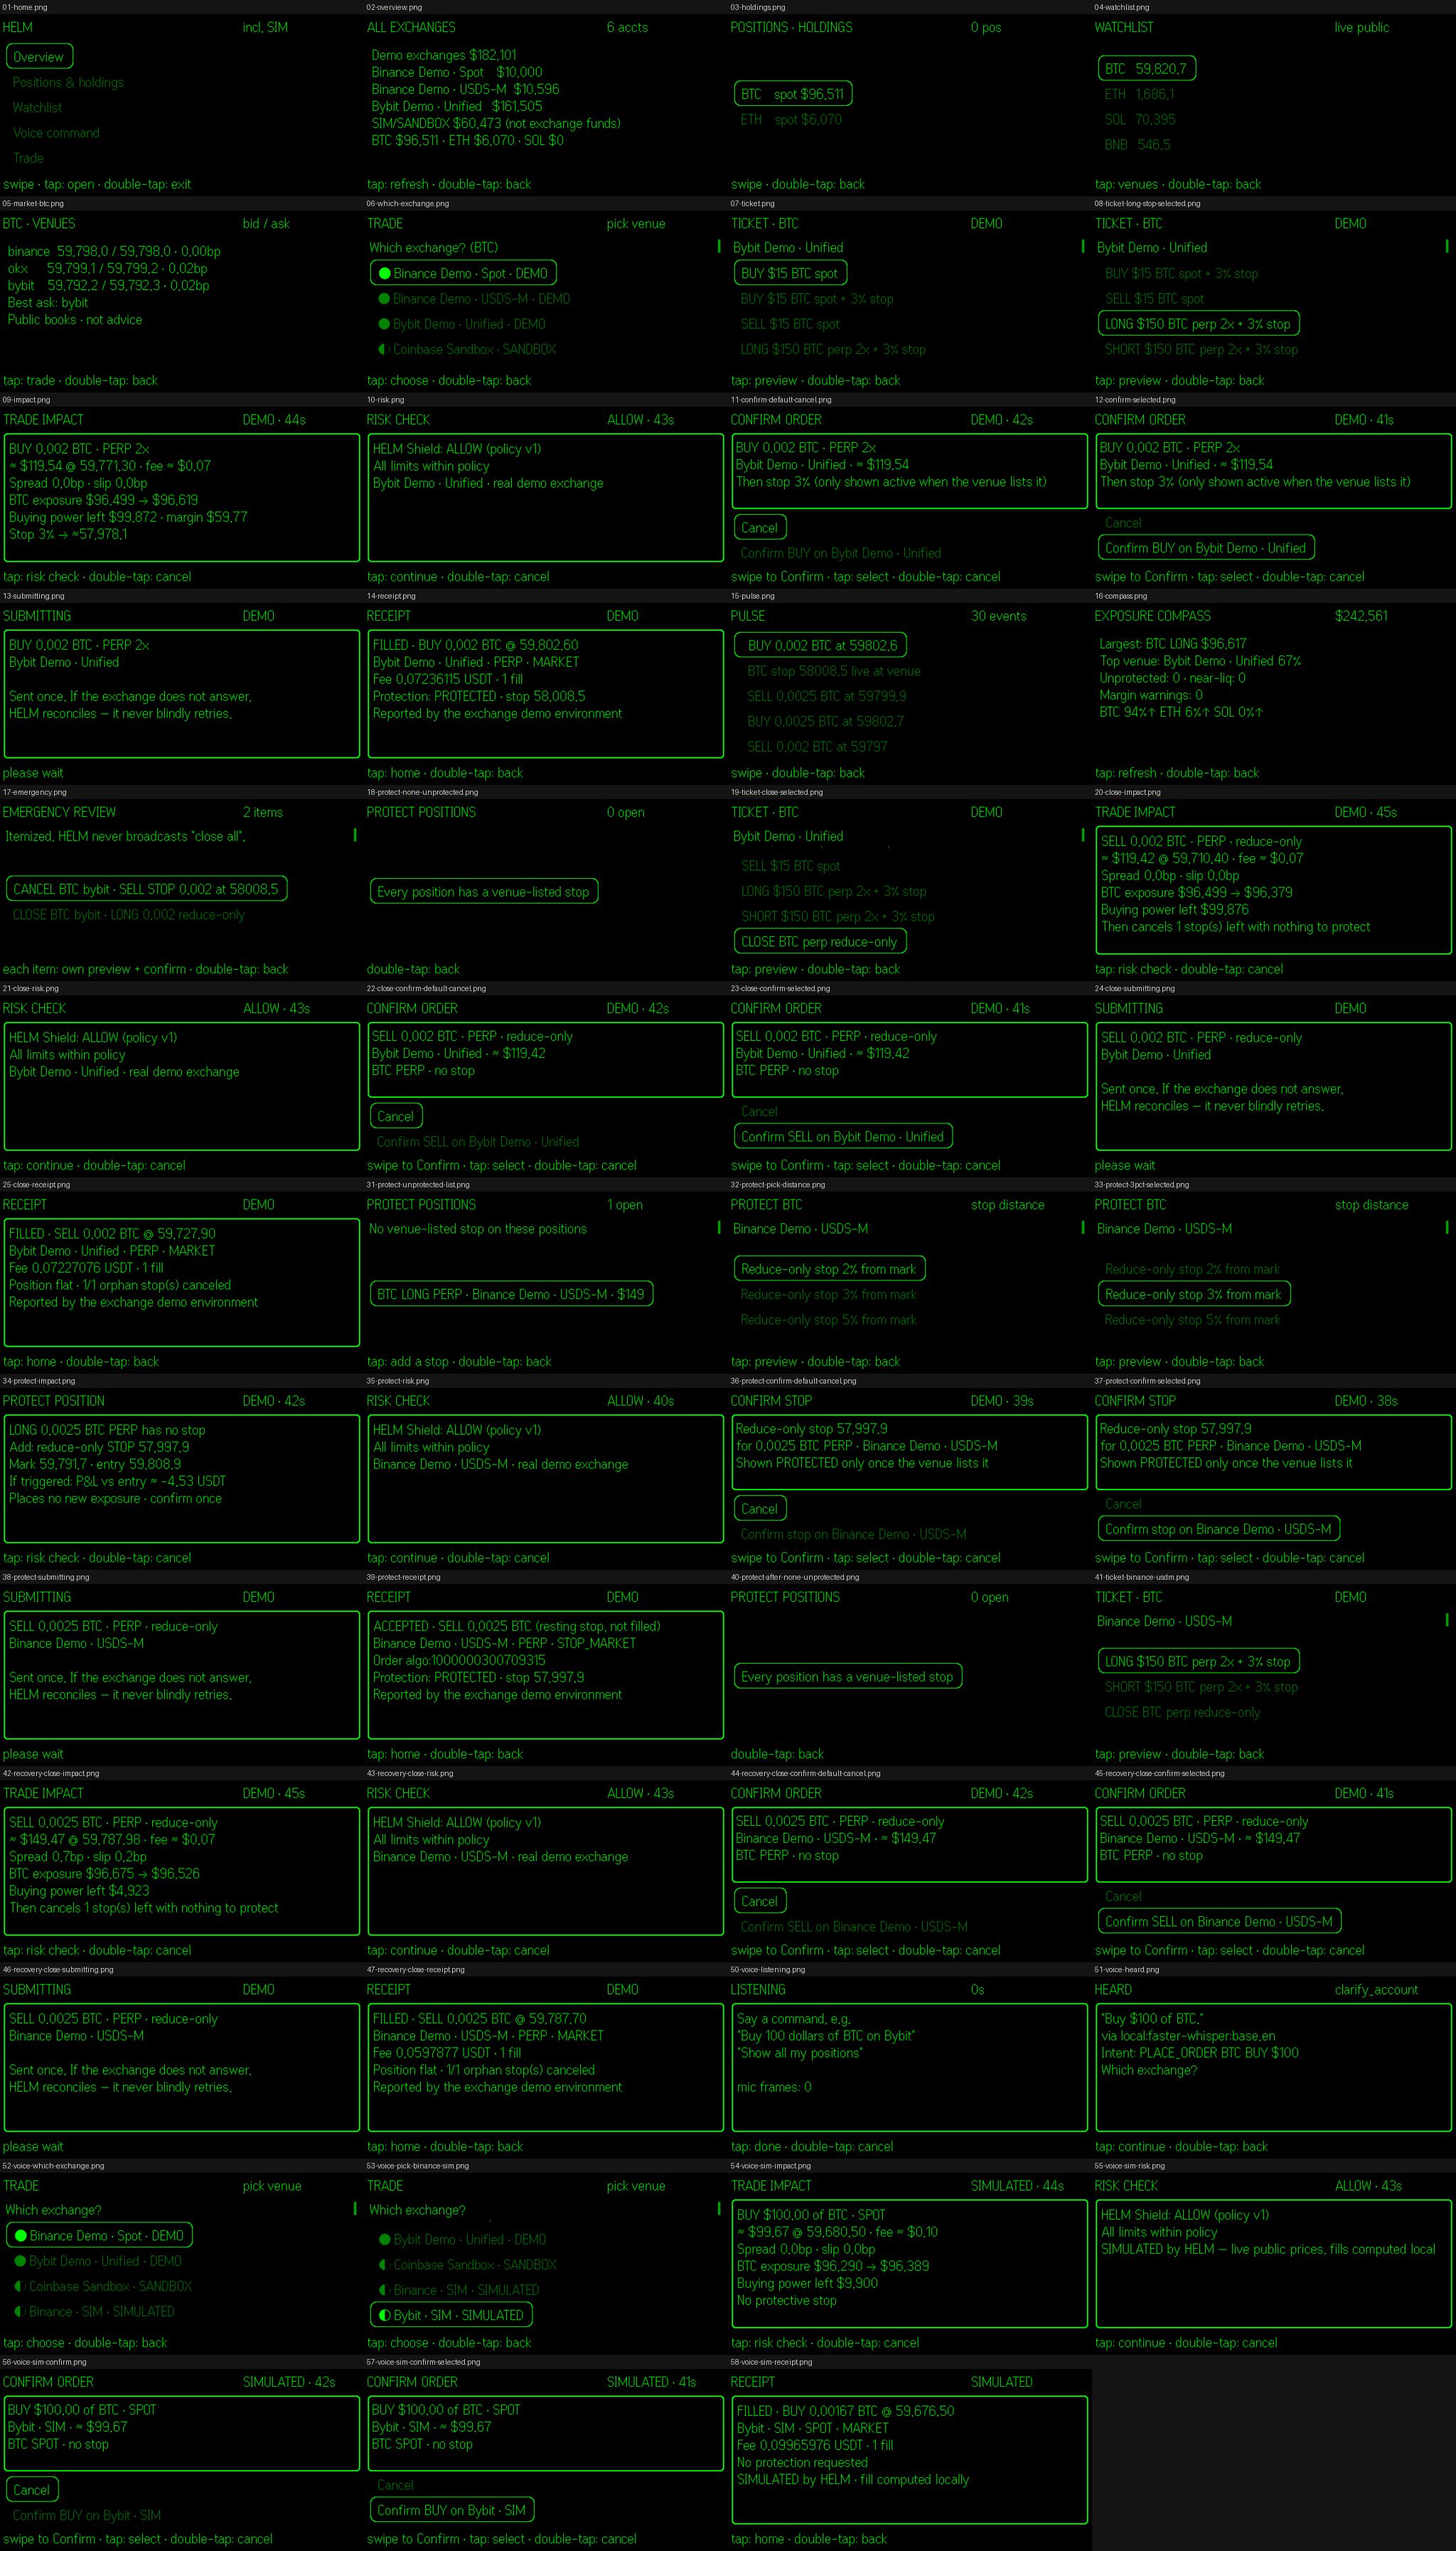 01-home.png
HELM incl. SIM
Overview
Positions & holdings
Watchlist
Voice command
Trade
swipe · tap: open · double-tap: exit
02-overview.png
ALL EXCHANGES 6 accts
Demo exchanges $182,101
Binance Demo · Spot $10,000
Binance Demo · USDS-M $10,596
Bybit Demo · Unified $161,505
SIM/SANDBOX $60,473 (not exchange funds)
BTC $96,511 · ETH $6,070 · SOL $0
tap: refresh · double-tap: back
03-holdings.png
POSITIONS · HOLDINGS 0 pos
BTC spot $96,511
ETH spot $6,070
swipe · double-tap: back
04-watchlist.png
WATCHLIST live public
BTC 59,820.7
ETH 1,686.1
SOL 70.395
BNB 546.5
tap: venues · double-tap: back
05-market-btc.png
BTC · VENUES bid / ask
binance 59,798.0 / 59,798.0 · 0.00bp
okx 59,799.1 / 59,799.2 · 0.02bp
bybit 59,792.2 / 59,792.3 · 0.02bp
Best ask: bybit
Public books · not advice
tap: trade · double-tap: back
06-which-exchange.png
TRADE pick venue
Which exchange? (BTC)
Binance Demo · Spot · DEMO
Binance Demo · USDS-M · DEMO
Bybit Demo · Unified · DEMO
Coinbase Sandbox · SANDBOX
tap: choose · double-tap: back
07-ticket.png
TICKET · BTC DEMO
Bybit Demo · Unified
BUY $15 BTC spot
BUY $15 BTC spot + 3% stop
SELL $15 BTC spot
LONG $150 BTC perp 2x + 3% stop
tap: preview · double-tap: back
08-ticket-long-stop-selected.png
TICKET · BTC DEMO
Bybit Demo · Unified
BUY $15 BTC spot + 3% stop
SELL $15 BTC spot
LONG $150 BTC perp 2x + 3% stop
SHORT $150 BTC perp 2x + 3% stop
tap: preview · double-tap: back
09-impact.png
TRADE IMPACT DEMO · 44s
BUY 0.002 BTC · PERP 2x
≈ $119.54 @ 59,771.30 · fee ≈ $0.07
Spread 0.0bp · slip 0.0bp
BTC exposure $96,499 → $96,619
Buying power left $99,872 · margin $59.77
Stop 3% → ≈57,978.1
tap: risk check · double-tap: cancel
10-risk.png
RISK CHECK ALLOW · 43s
HELM Shield: ALLOW (policy v1)
All limits within policy
Bybit Demo · Unified · real demo exchange
tap: continue · double-tap: cancel
11-confirm-default-cancel.png
CONFIRM ORDER DEMO · 42s
BUY 0.002 BTC · PERP 2x
Bybit Demo · Unified · ≈ $119.54
Then stop 3% (only shown active when the venue lists it)
Cancel
Confirm BUY on Bybit Demo · Unified
swipe to Confirm · tap: select · double-tap: cancel
12-confirm-selected.png
CONFIRM ORDER DEMO · 41s
BUY 0.002 BTC · PERP 2x
Bybit Demo · Unified · ≈ $119.54
Then stop 3% (only shown active when the venue lists it)
Cancel
Confirm BUY on Bybit Demo · Unified
swipe to Confirm · tap: select · double-tap: cancel
13-submitting.png
SUBMITTING DEMO
BUY 0.002 BTC · PERP 2x
Bybit Demo · Unified
Sent once. If the exchange does not answer,
HELM reconciles — it never blindly retries.
please wait
14-receipt.png
RECEIPT DEMO
FILLED · BUY 0.002 BTC @ 59,802.60
Bybit Demo · Unified · PERP · MARKET
Fee 0.07236115 USDT · 1 fill
Protection: PROTECTED · stop 58,008.5
Reported by the exchange demo environment
tap: home · double-tap: back
15-pulse.png
PULSE 30 events
BUY 0.002 BTC at 59802.6
BTC stop 58008.5 live at venue
SELL 0.0025 BTC at 59799.9
BUY 0.0025 BTC at 59802.7
SELL 0.002 BTC at 59797
swipe · double-tap: back
16-compass.png
EXPOSURE COMPASS $242,561
Largest: BTC LONG $96,617
Top venue: Bybit Demo · Unified 67%
Unprotected: 0 · near-liq: 0
Margin warnings: 0
BTC 94%↑ ETH 6%↑ SOL 0%↑
tap: refresh · double-tap: back
17-emergency.png
EMERGENCY REVIEW 2 items
Itemized. HELM never broadcasts "close all".
CANCEL BTC bybit · SELL STOP 0.002 at 58008.5
CLOSE BTC bybit · LONG 0.002 reduce-only
each item: own preview + confirm · double-tap: back
18-protect-none-unprotected.png
PROTECT POSITIONS 0 open
Every position has a venue-listed stop
double-tap: back
19-ticket-close-selected.png
TICKET · BTC DEMO
Bybit Demo · Unified
SELL $15 BTC spot
LONG $150 BTC perp 2x + 3% stop
SHORT $150 BTC perp 2x + 3% stop
CLOSE BTC perp reduce-only
tap: preview · double-tap: back
20-close-impact.png
TRADE IMPACT DEMO · 45s
SELL 0.002 BTC · PERP · reduce-only
≈ $119.42 @ 59,710.40 · fee ≈ $0.07
Spread 0.0bp · slip 0.0bp
BTC exposure $96,499 → $96,379
Buying power left $99,876
Then cancels 1 stop(s) left with nothing to protect
tap: risk check · double-tap: cancel
21-close-risk.png
RISK CHECK ALLOW · 43s
HELM Shield: ALLOW (policy v1)
All limits within policy
Bybit Demo · Unified · real demo exchange
tap: continue · double-tap: cancel
22-close-confirm-default-cancel.png
CONFIRM ORDER DEMO · 42s
SELL 0.002 BTC · PERP · reduce-only
Bybit Demo · Unified · ≈ $119.42
BTC PERP · no stop
Cancel
Confirm SELL on Bybit Demo · Unified
swipe to Confirm · tap: select · double-tap: cancel
23-close-confirm-selected.png
CONFIRM ORDER DEMO · 41s
SELL 0.002 BTC · PERP · reduce-only
Bybit Demo · Unified · ≈ $119.42
BTC PERP · no stop
Cancel
Confirm SELL on Bybit Demo · Unified
swipe to Confirm · tap: select · double-tap: cancel
24-close-submitting.png
SUBMITTING DEMO
SELL 0.002 BTC · PERP · reduce-only
Bybit Demo · Unified
Sent once. If the exchange does not answer,
HELM reconciles — it never blindly retries.
please wait
25-close-receipt.png
RECEIPT DEMO
FILLED · SELL 0.002 BTC @ 59,727.90
Bybit Demo · Unified · PERP · MARKET
Fee 0.07227076 USDT · 1 fill
Position flat · 1/1 orphan stop(s) canceled
Reported by the exchange demo environment
tap: home · double-tap: back
31-protect-unprotected-list.png
PROTECT POSITIONS 1 open
No venue-listed stop on these positions
BTC LONG PERP · Binance Demo · USDS-M · $149
tap: add a stop · double-tap: back
32-protect-pick-distance.png
PROTECT BTC stop distance
Binance Demo · USDS-M
Reduce-only stop 2% from mark
Reduce-only stop 3% from mark
Reduce-only stop 5% from mark
tap: preview · double-tap: back
33-protect-3pct-selected.png
PROTECT BTC stop distance
Binance Demo · USDS-M
Reduce-only stop 2% from mark
Reduce-only stop 3% from mark
Reduce-only stop 5% from mark
tap: preview · double-tap: back
34-protect-impact.png
PROTECT POSITION DEMO · 42s
LONG 0.0025 BTC PERP has no stop
Add: reduce-only STOP 57,997.9
Mark 59,791.7 · entry 59,808.9
If triggered: P&L vs entry ≈ -4.53 USDT
Places no new exposure · confirm once
tap: risk check · double-tap: cancel
35-protect-risk.png
RISK CHECK ALLOW · 40s
HELM Shield: ALLOW (policy v1)
All limits within policy
Binance Demo · USDS-M · real demo exchange
tap: continue · double-tap: cancel
36-protect-confirm-default-cancel.png
CONFIRM STOP DEMO · 39s
Reduce-only stop 57,997.9
for 0.0025 BTC PERP · Binance Demo · USDS-M
Shown PROTECTED only once the venue lists it
Cancel
Confirm stop on Binance Demo · USDS-M
swipe to Confirm · tap: select · double-tap: cancel
37-protect-confirm-selected.png
CONFIRM STOP DEMO · 38s
Reduce-only stop 57,997.9
for 0.0025 BTC PERP · Binance Demo · USDS-M
Shown PROTECTED only once the venue lists it
Cancel
Confirm stop on Binance Demo · USDS-M
swipe to Confirm · tap: select · double-tap: cancel
38-protect-submitting.png
SUBMITTING DEMO
SELL 0.0025 BTC · PERP · reduce-only
Binance Demo · USDS-M
Sent once. If the exchange does not answer,
HELM reconciles — it never blindly retries.
please wait
39-protect-receipt.png
RECEIPT DEMO
ACCEPTED · SELL 0.0025 BTC (resting stop, not filled)
Binance Demo · USDS-M · PERP · STOP_MARKET
Order algo:1000000300709315
Protection: PROTECTED · stop 57,997.9
Reported by the exchange demo environment
tap: home · double-tap: back
40-protect-after-none-unprotected.png
PROTECT POSITIONS 0 open
Every position has a venue-listed stop
double-tap: back
41-ticket-binance-usdm.png
TICKET · BTC DEMO
Binance Demo · USDS-M
LONG $150 BTC perp 2x + 3% stop
SHORT $150 BTC perp 2x + 3% stop
CLOSE BTC perp reduce-only
tap: preview · double-tap: back
42-recovery-close-impact.png
TRADE IMPACT DEMO · 45s
SELL 0.0025 BTC · PERP · reduce-only
≈ $149.47 @ 59,787.98 · fee ≈ $0.07
Spread 0.7bp · slip 0.2bp
BTC exposure $96,675 → $96,526
Buying power left $4,923
Then cancels 1 stop(s) left with nothing to protect
tap: risk check · double-tap: cancel
43-recovery-close-risk.png
RISK CHECK ALLOW · 43s
HELM Shield: ALLOW (policy v1)
All limits within policy
Binance Demo · USDS-M · real demo exchange
tap: continue · double-tap: cancel
44-recovery-close-confirm-default-cancel.png
CONFIRM ORDER DEMO · 42s
SELL 0.0025 BTC · PERP · reduce-only
Binance Demo · USDS-M · ≈ $149.47
BTC PERP · no stop
Cancel
Confirm SELL on Binance Demo · USDS-M
swipe to Confirm · tap: select · double-tap: cancel
45-recovery-close-confirm-selected.png
CONFIRM ORDER DEMO · 41s
SELL 0.0025 BTC · PERP · reduce-only
Binance Demo · USDS-M · ≈ $149.47
BTC PERP · no stop
Cancel
Confirm SELL on Binance Demo · USDS-M
swipe to Confirm · tap: select · double-tap: cancel
46-recovery-close-submitting.png
SUBMITTING DEMO
SELL 0.0025 BTC · PERP · reduce-only
Binance Demo · USDS-M
Sent once. If the exchange does not answer,
HELM reconciles — it never blindly retries.
please wait
47-recovery-close-receipt.png
RECEIPT DEMO
FILLED · SELL 0.0025 BTC @ 59,787.70
Binance Demo · USDS-M · PERP · MARKET
Fee 0.0597877 USDT · 1 fill
Position flat · 1/1 orphan stop(s) canceled
Reported by the exchange demo environment
tap: home · double-tap: back
50-voice-listening.png
LISTENING 0s
Say a command, e.g.
"Buy 100 dollars of BTC on Bybit"
"Show all my positions"
mic frames: 0
tap: done · double-tap: cancel
51-voice-heard.png
HEARD clarify_account
"Buy $100 of BTC."
via local:faster-whisper:base.en
Intent: PLACE_ORDER BTC BUY $100
Which exchange?
tap: continue · double-tap: back
52-voice-which-exchange.png
TRADE pick venue
Which exchange?
Binance Demo · Spot · DEMO
Bybit Demo · Unified · DEMO
Coinbase Sandbox · SANDBOX
Binance · SIM · SIMULATED
tap: choose · double-tap: back
53-voice-pick-binance-sim.png
TRADE pick venue
Which exchange?
Bybit Demo · Unified · DEMO
Coinbase Sandbox · SANDBOX
Binance · SIM · SIMULATED
Bybit · SIM · SIMULATED
tap: choose · double-tap: back
54-voice-sim-impact.png
TRADE IMPACT SIMULATED · 44s
BUY $100.00 of BTC · SPOT
≈ $99.67 @ 59,680.50 · fee ≈ $0.10
Spread 0.0bp · slip 0.0bp
BTC exposure $96,290 → $96,389
Buying power left $9,900
No protective stop
tap: risk check · double-tap: cancel
55-voice-sim-risk.png
RISK CHECK ALLOW · 43s
HELM Shield: ALLOW (policy v1)
All limits within policy
SIMULATED by HELM — live public prices, fills computed local
tap: continue · double-tap: cancel
56-voice-sim-confirm.png
CONFIRM ORDER SIMULATED · 42s
BUY $100.00 of BTC · SPOT
Bybit · SIM · ≈ $99.67
BTC SPOT · no stop
Cancel
Confirm BUY on Bybit · SIM
swipe to Confirm · tap: select · double-tap: cancel
57-voice-sim-confirm-selected.png
CONFIRM ORDER SIMULATED · 41s
BUY $100.00 of BTC · SPOT
Bybit · SIM · ≈ $99.67
BTC SPOT · no stop
Cancel
Confirm BUY on Bybit · SIM
swipe to Confirm · tap: select · double-tap: cancel
58-voice-sim-receipt.png
RECEIPT SIMULATED
FILLED · BUY 0.00167 BTC @ 59,676.50
Bybit · SIM · SPOT · MARKET
Fee 0.09965976 USDT · 1 fill
No protection requested
SIMULATED by HELM · fill computed locally
tap: home · double-tap: back